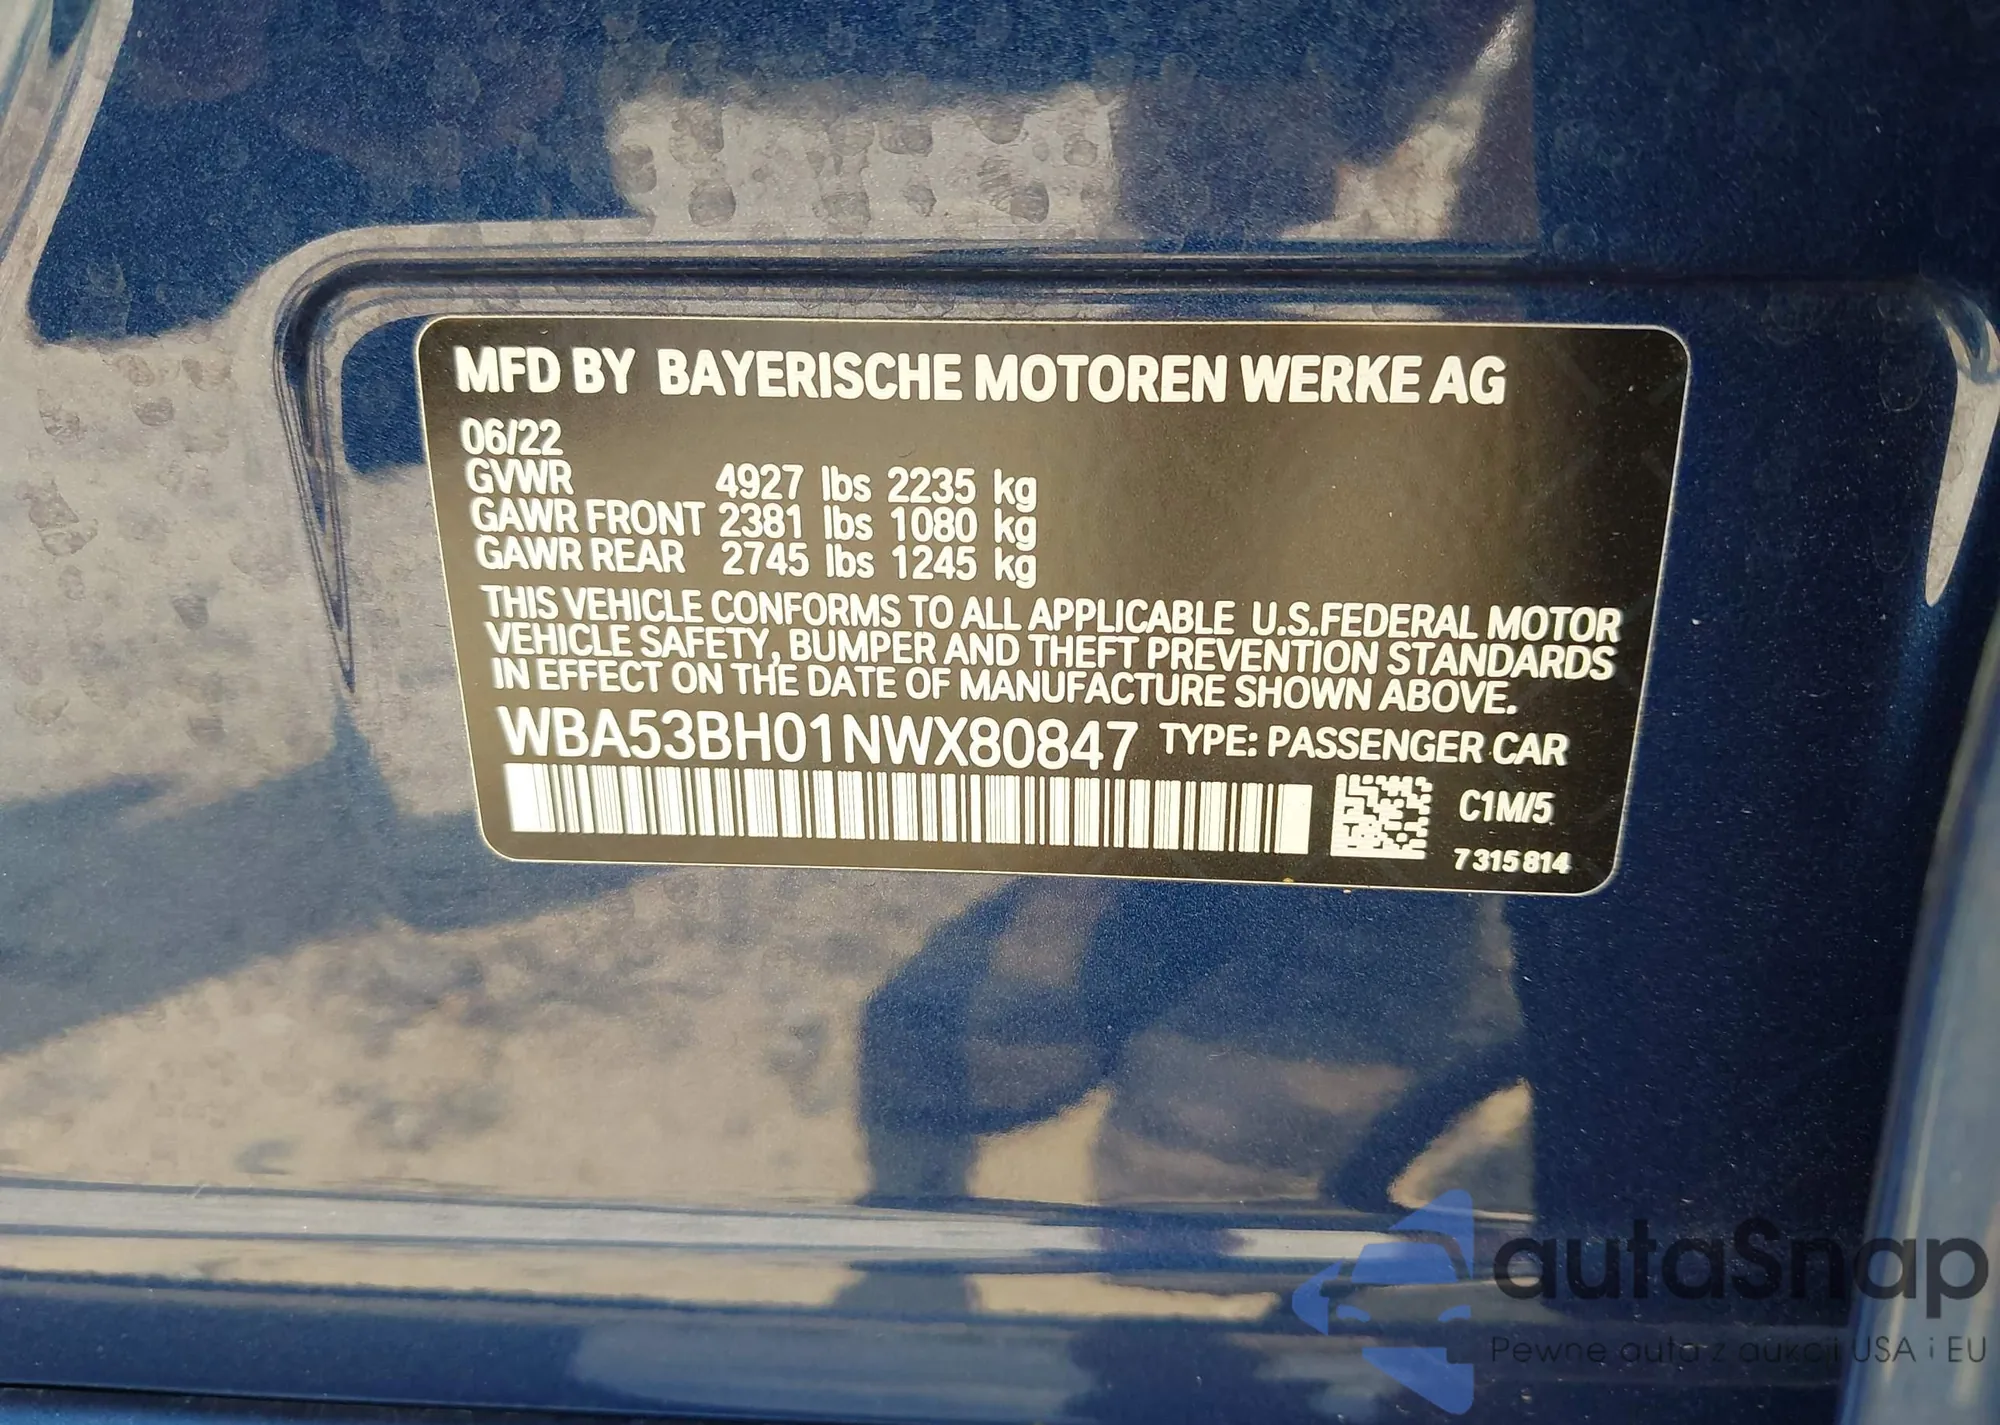 MFD BY BAYERISCHE MOTOREN WERKE AG
06/22
GVWR 4927 lbs 2235 kg
GAWR FRONT 2381 lbs 1080 kg
GAWR REAR 2745 lbs 1245 kg
THIS VEHICLE CONFORMS TO ALL APPLICABLE U.S.FEDERAL MOTOR
VEHICLE SAFETY, BUMPER AND THEFT PREVENTION STANDARDS
IN EFFECT ON THE DATE OF MANUFACTURE SHOWN ABOVE.
WBA53BH01NWX80847 TYPE: PASSENGER CAR
C1M/5
7315814
autaSnap
Pewne auta z aukcji USA i EU